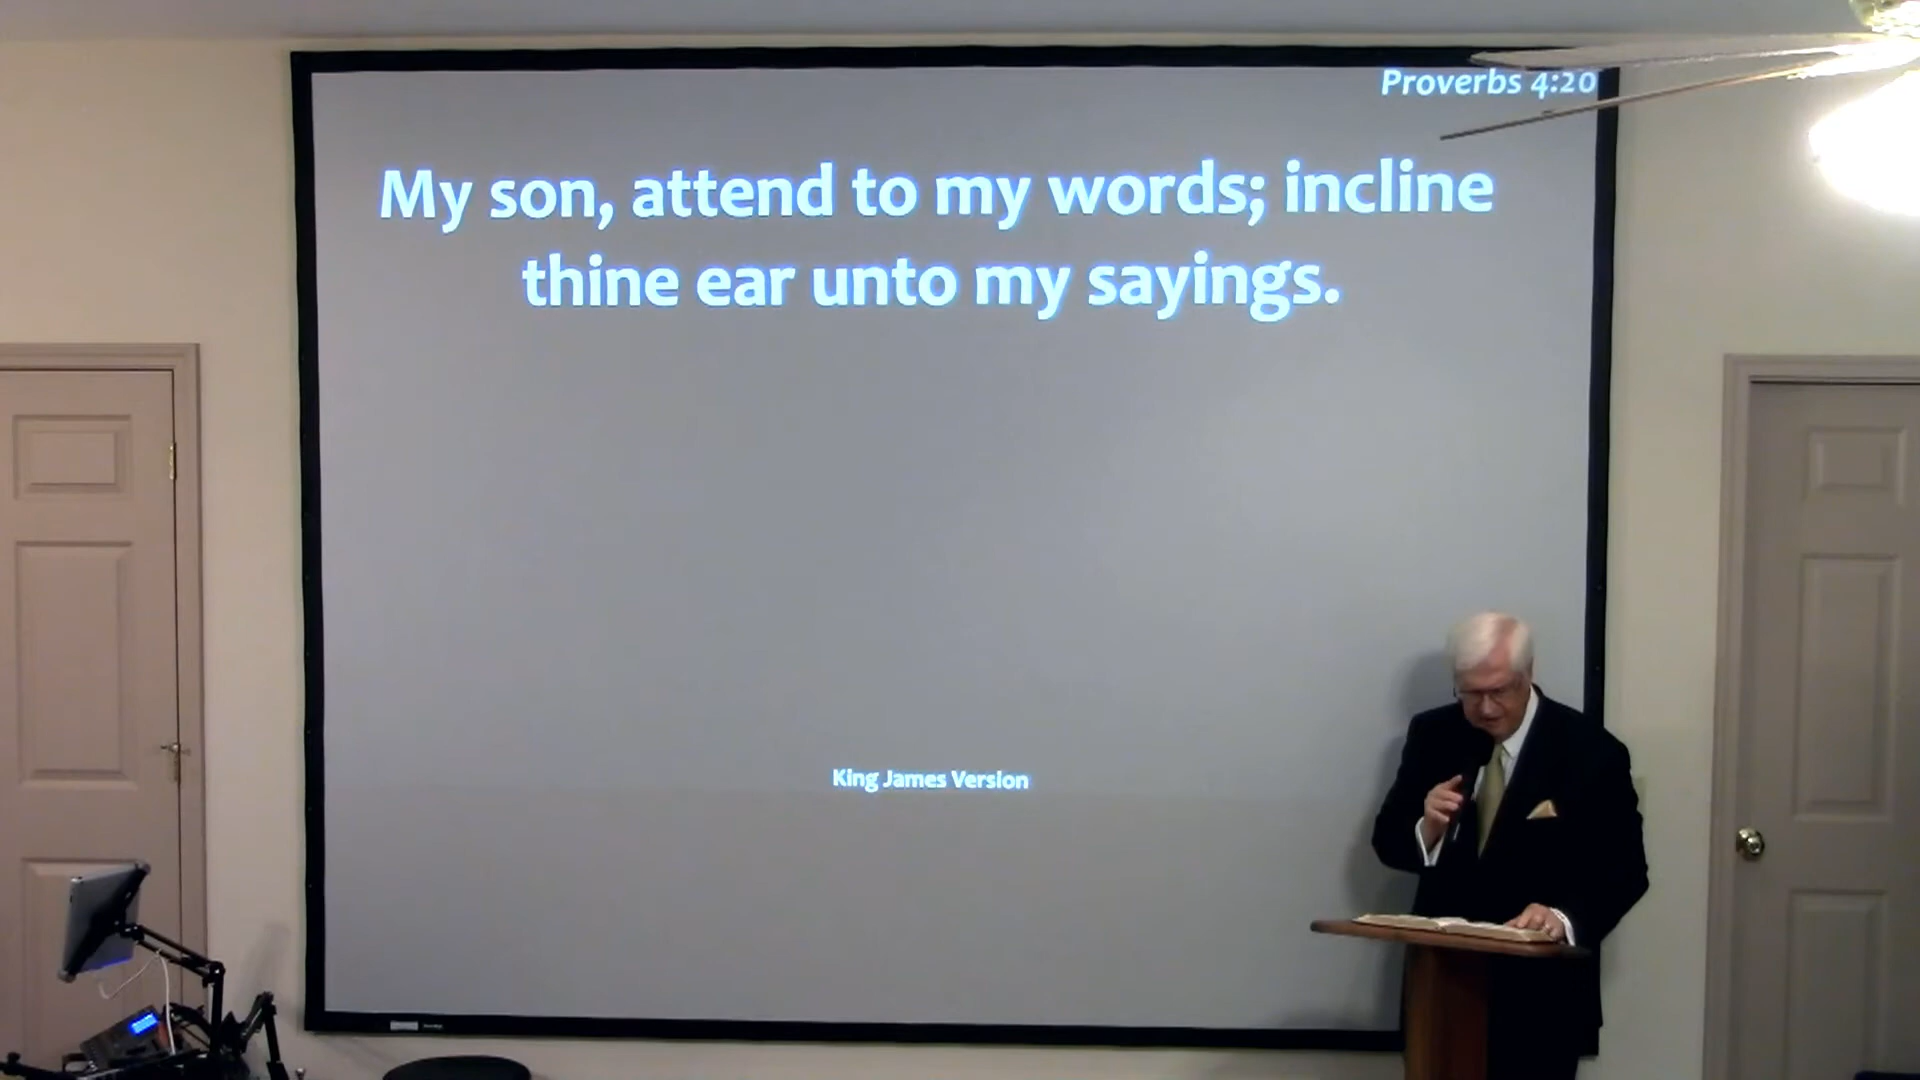 Proverbs 4:20
My son, attend to my words; incline
thine ear unto my sayings.
King James Version